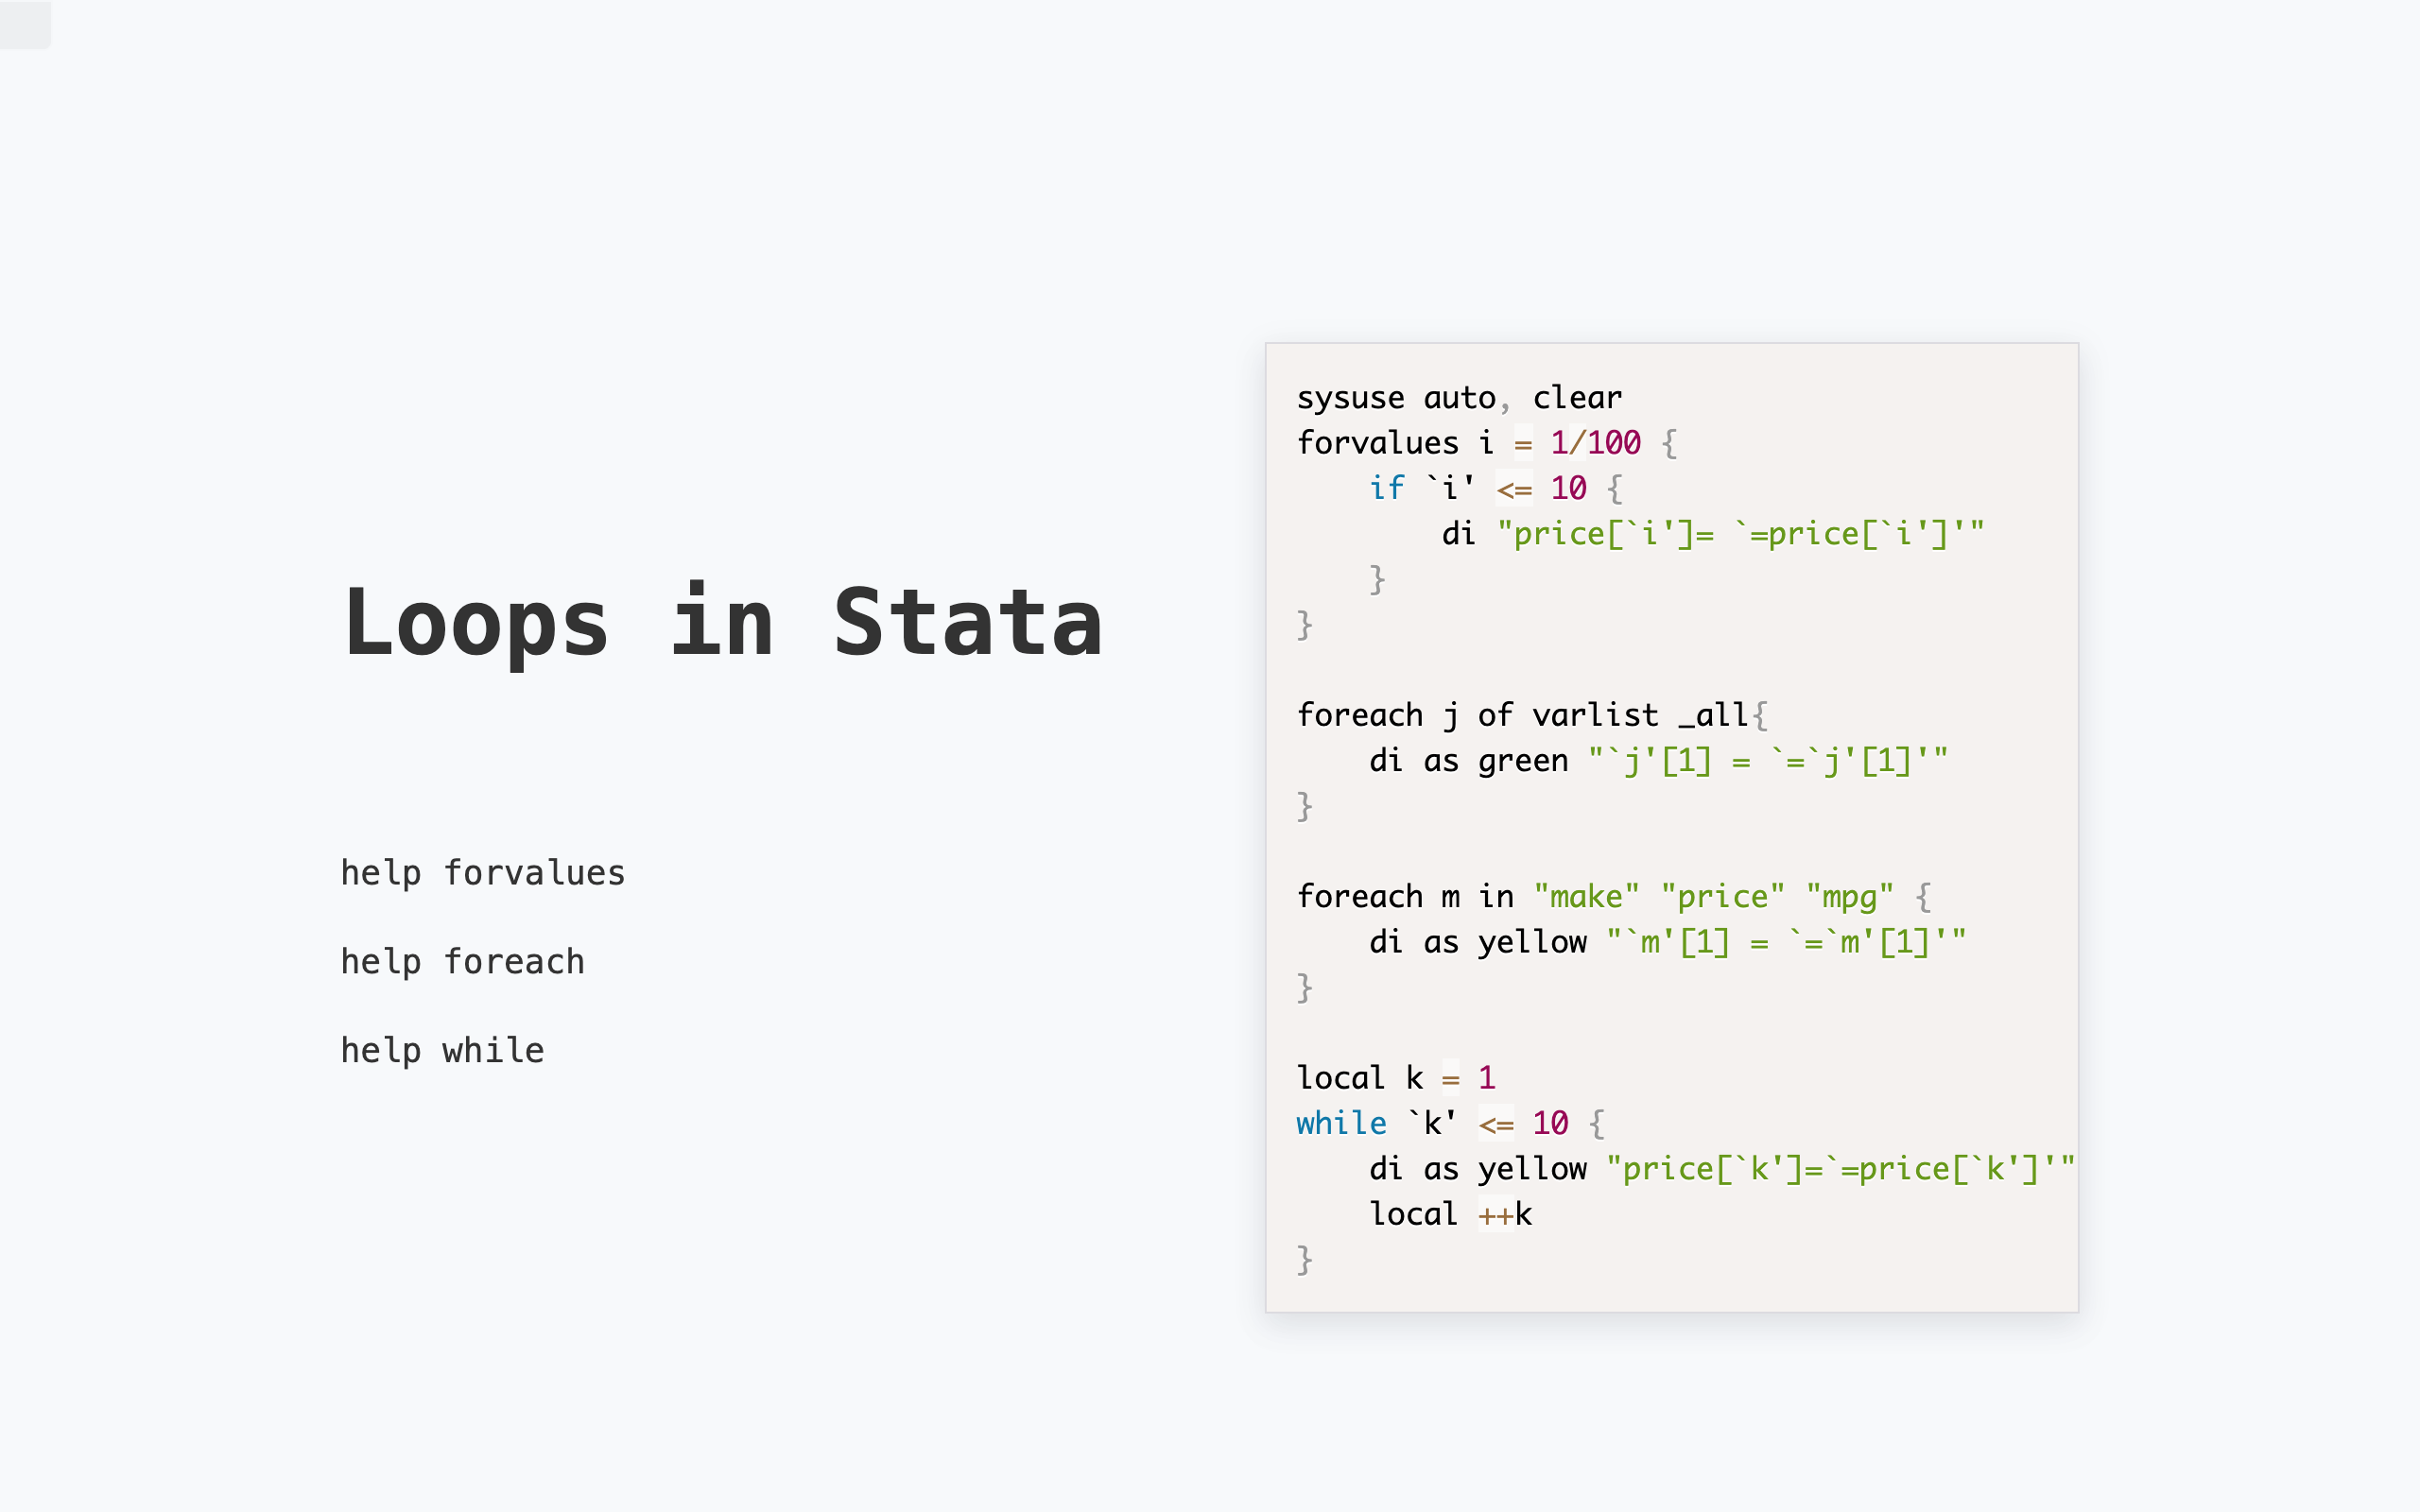 Loops in Stata
help forvalues
help foreach
help while
sysuse auto, clear
forvalues i = 1/100 {
    if `i' <= 10 {
        di "price[`i']= `=price[`i']'"
    }
}

foreach j of varlist _all{
    di as green "`j'[1] = `=`j'[1]'"
}

foreach m in "make" "price" "mpg" {
    di as yellow "`m'[1] = `=`m'[1]'"
}

local k = 1
while `k' <= 10 {
    di as yellow "price[`k']=`=price[`k']'"
    local ++k
}